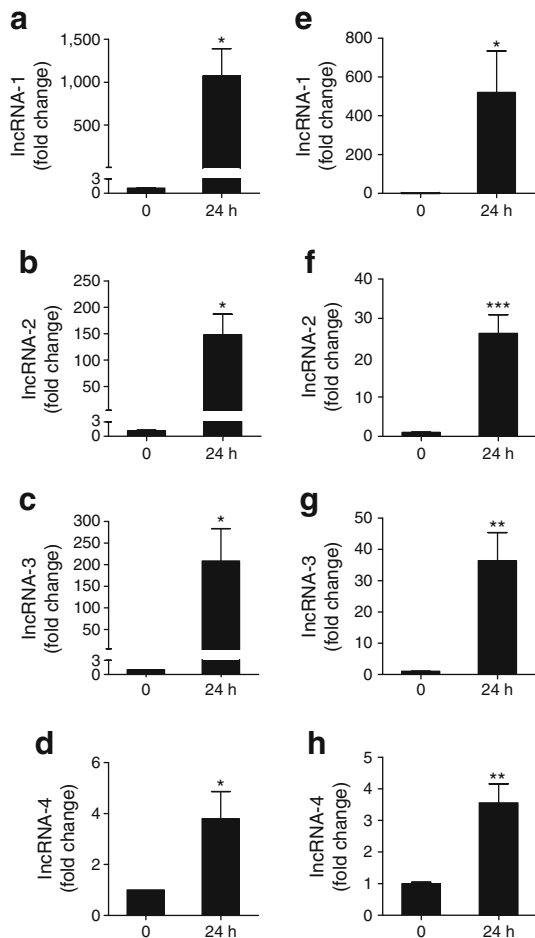 a
lncRNA-1
(fold change)
1,500
1,000
500
3
0
*
0
24 h
e
lncRNA-1
(fold change)
800
600
400
200
0
*
0
24 h
b
lncRNA-2
(fold change)
250
200
150
100
50
3
0
*
0
24 h
f
lncRNA-2
(fold change)
40
30
20
10
0
***
0
24 h
c
lncRNA-3
(fold change)
300
250
200
150
100
50
3
0
*
0
24 h
g
lncRNA-3
(fold change)
50
40
30
20
10
0
**
0
24 h
d
lncRNA-4
(fold change)
6
4
2
0
*
0
24 h
h
lncRNA-4
(fold change)
5
4
3
2
1
0
**
0
24 h